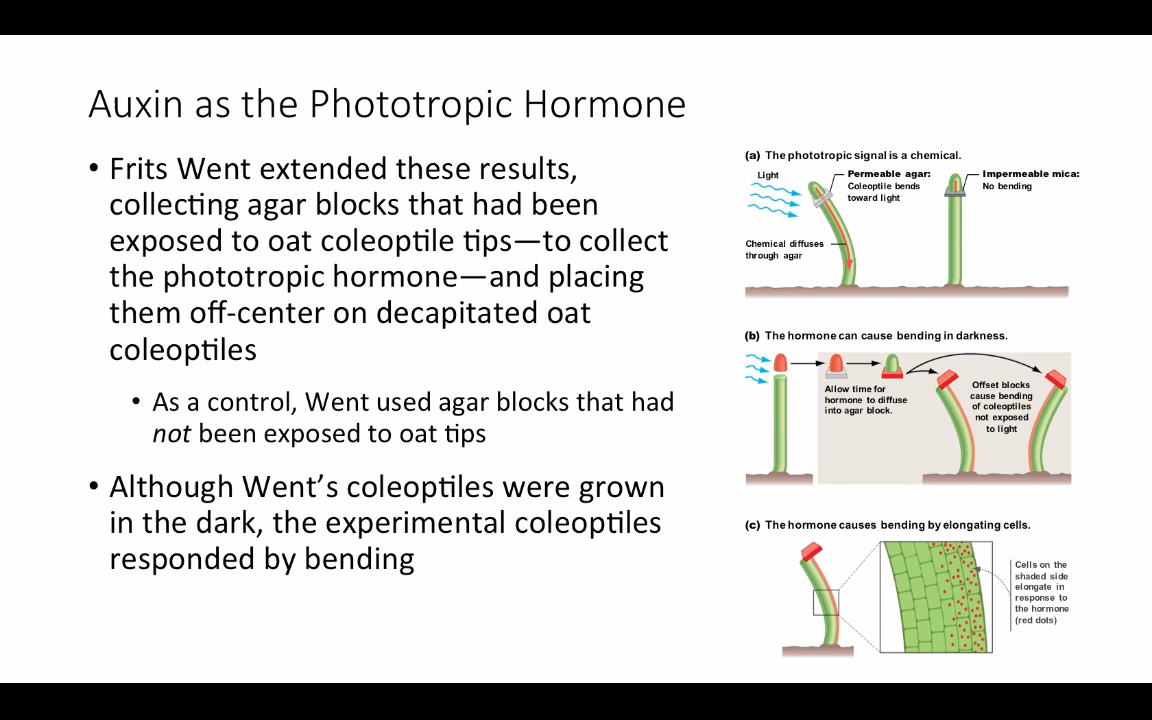 Auxin as the Phototropic Hormone
• Frits Went extended these results,
collecting agar blocks that had been
exposed to oat coleoptile tips—to collect
the phototropic hormone—and placing
them off-center on decapitated oat
coleoptiles
• As a control, Went used agar blocks that had
not been exposed to oat tips
• Although Went's coleoptiles were grown
in the dark, the experimental coleoptiles
responded by bending
(a) The phototropic signal is a chemical.
Light
Permeable agar:
Coleoptile bends
toward light
Impermeable mica:
No bending
Chemical diffuses
through agar
(b) The hormone can cause bending in darkness.
Allow time for
hormone to diffuse
into agar block.
Offset blocks
cause bending
of coleoptiles
not exposed
to light
(c) The hormone causes bending by elongating cells.
Cells on the
shaded side
elongate in
response to
the hormone
(red dots)